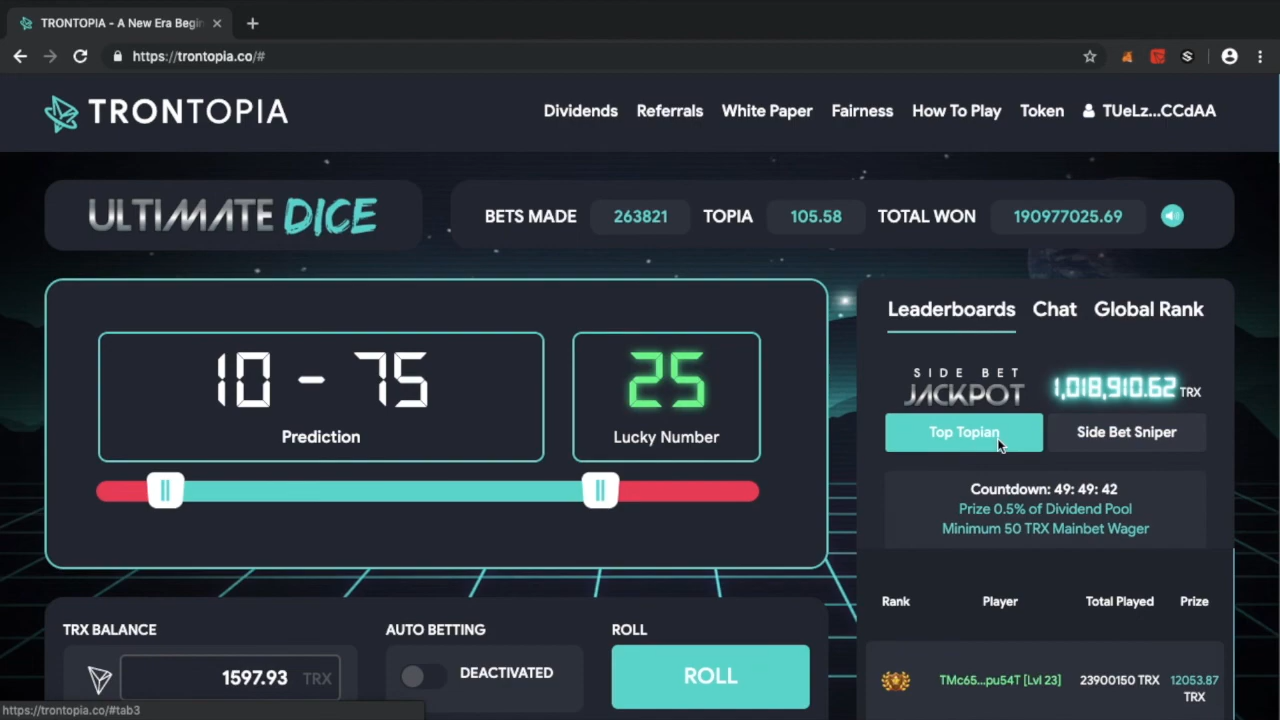 TRONTOPIA - A New Era Begin
https://trontopia.co/#
TRONTOPIA
Dividends Referrals White Paper Fairness How To Play Token TUeLz...CCdAA
ULTIMATE DICE
BETS MADE 263821 TOPIA 105.58 TOTAL WON 190977025.69
10 - 75
Prediction
25
Lucky Number
Leaderboards Chat Global Rank
SIDE BET
JACKPOT
1,018,910.62 TRX
Top Topian Side Bet Sniper
Countdown: 49: 49: 42
Prize 0.5% of Dividend Pool
Minimum 50 TRX Mainbet Wager
Rank Player Total Played Prize
TMc65...pu54T [Lvl 23] 23900150 TRX 12053.87
TRX
TRX BALANCE
1597.93 TRX
AUTO BETTING
DEACTIVATED
ROLL
ROLL
https://trontopia.co/#tab3